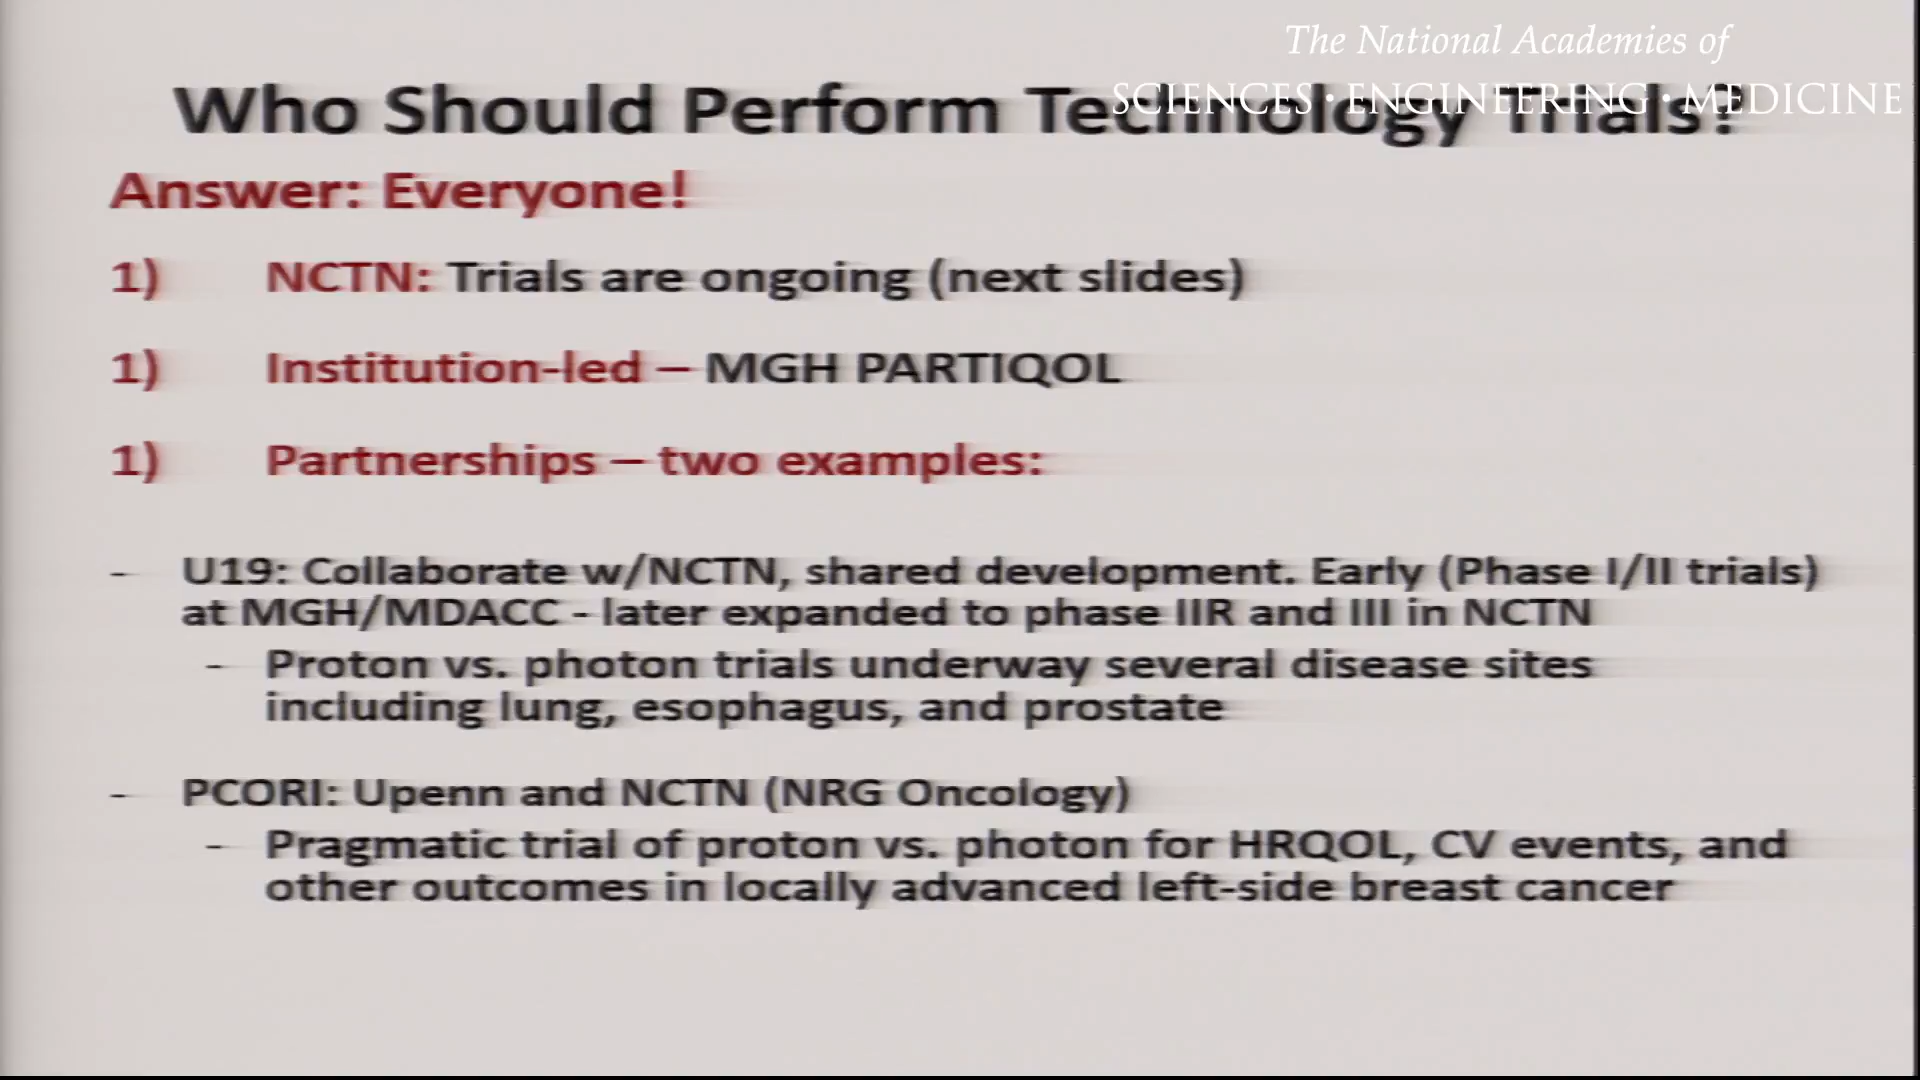 The National Academies of
SCIENCES · ENGINEERING · MEDICINE
Who Should Perform Technology Trials?
Answer: Everyone!
1) NCTN: Trials are ongoing (next slides)
1) Institution-led – MGH PARTIQOL
1) Partnerships – two examples:
- U19: Collaborate w/NCTN, shared development. Early (Phase I/II trials)
at MGH/MDACC - later expanded to phase IIR and III in NCTN
- Proton vs. photon trials underway several disease sites
including lung, esophagus, and prostate
- PCORI: Upenn and NCTN (NRG Oncology)
- Pragmatic trial of proton vs. photon for HRQOL, CV events, and
other outcomes in locally advanced left-side breast cancer